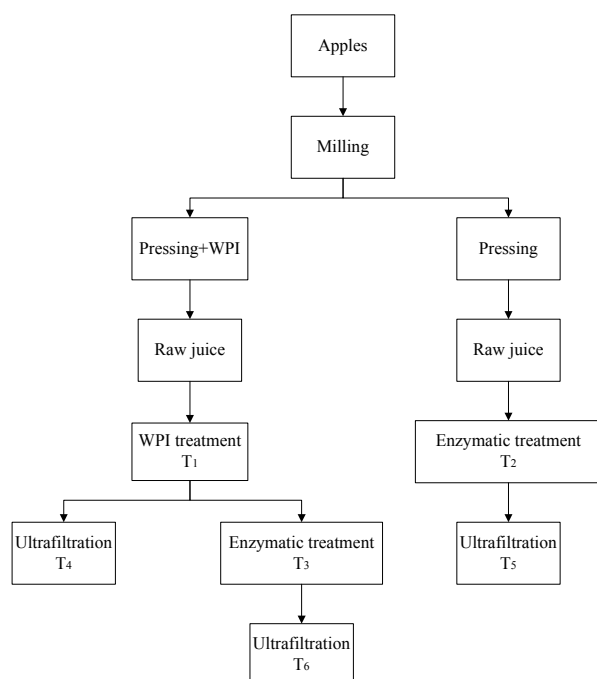 Apples
Milling
Pressing+WPI
Pressing
Raw juice
Raw juice
WPI treatment
T1
Enzymatic treatment
T2
Ultrafiltration
T4
Enzymatic treatment
T3
Ultrafiltration
T5
Ultrafiltration
T6